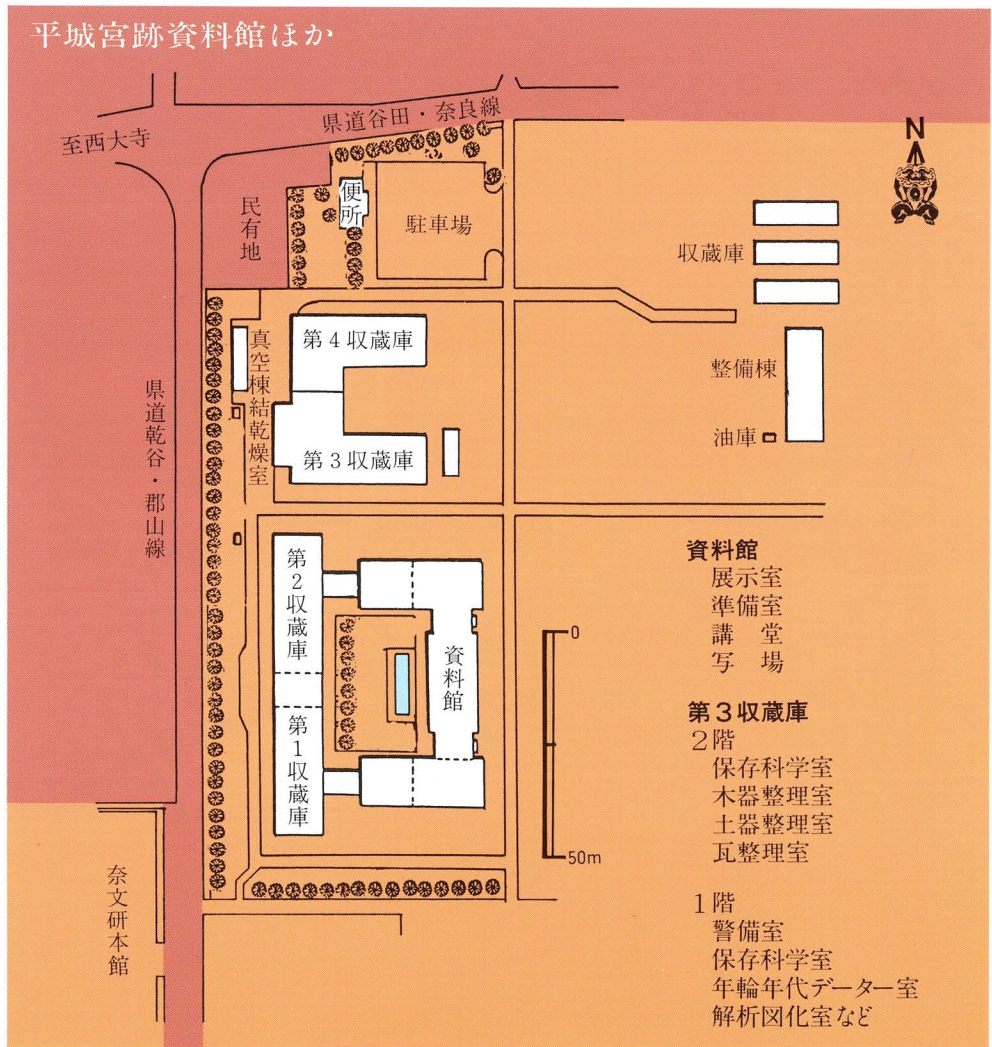 平城宮跡資料館ほか
県道谷田・奈良線
至西大寺
N
民有地
便所
駐車場
収蔵庫
真空棟結乾燥室
第4収蔵庫
整備棟
県道乾谷・郡山線
油庫
第3収蔵庫
第2収蔵庫
資料館
第1収蔵庫
0
50m
奈文研本館
資料館
展示室
準備室
講　堂
写　場
第3収蔵庫
2階
保存科学室
木器整理室
土器整理室
瓦整理室
1階
警備室
保存科学室
年輪年代データー室
解析図化室など